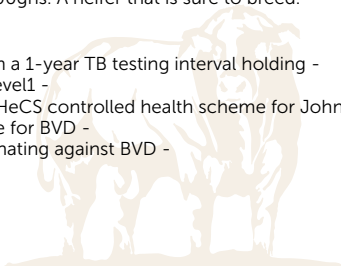 oughs. A heifer that is sure to breed.
n a 1-year TB testing interval holding -
evel1 -
HeCS controlled health scheme for John
e for BVD -
nating against BVD -